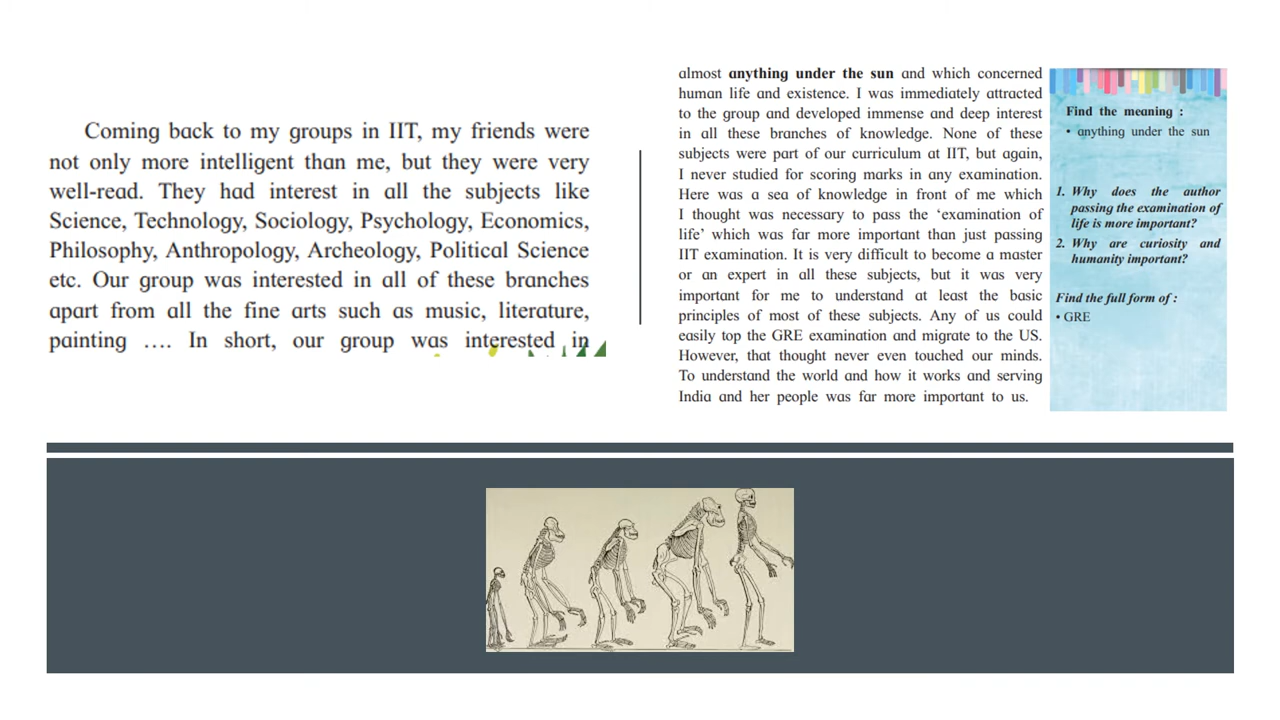 Coming back to my groups in IIT, my friends were
not only more intelligent than me, but they were very
well-read. They had interest in all the subjects like
Science, Technology, Sociology, Psychology, Economics,
Philosophy, Anthropology, Archeology, Political Science
etc. Our group was interested in all of these branches
apart from all the fine arts such as music, literature,
painting .... In short, our group was interested in
almost anything under the sun and which concerned
human life and existence. I was immediately attracted
to the group and developed immense and deep interest
in all these branches of knowledge. None of these
subjects were part of our curriculum at IIT, but again,
I never studied for scoring marks in any examination.
Here was a sea of knowledge in front of me which
I thought was necessary to pass the ‘examination of
life’ which was far more important than just passing
IIT examination. It is very difficult to become a master
or an expert in all these subjects, but it was very
important for me to understand at least the basic
principles of most of these subjects. Any of us could
easily top the GRE examination and migrate to the US.
However, that thought never even touched our minds.
To understand the world and how it works and serving
India and her people was far more important to us.
Find the meaning :
• anything under the sun
1. Why does the author
passing the examination of
life is more important?
2. Why are curiosity and
humanity important?
Find the full form of :
• GRE